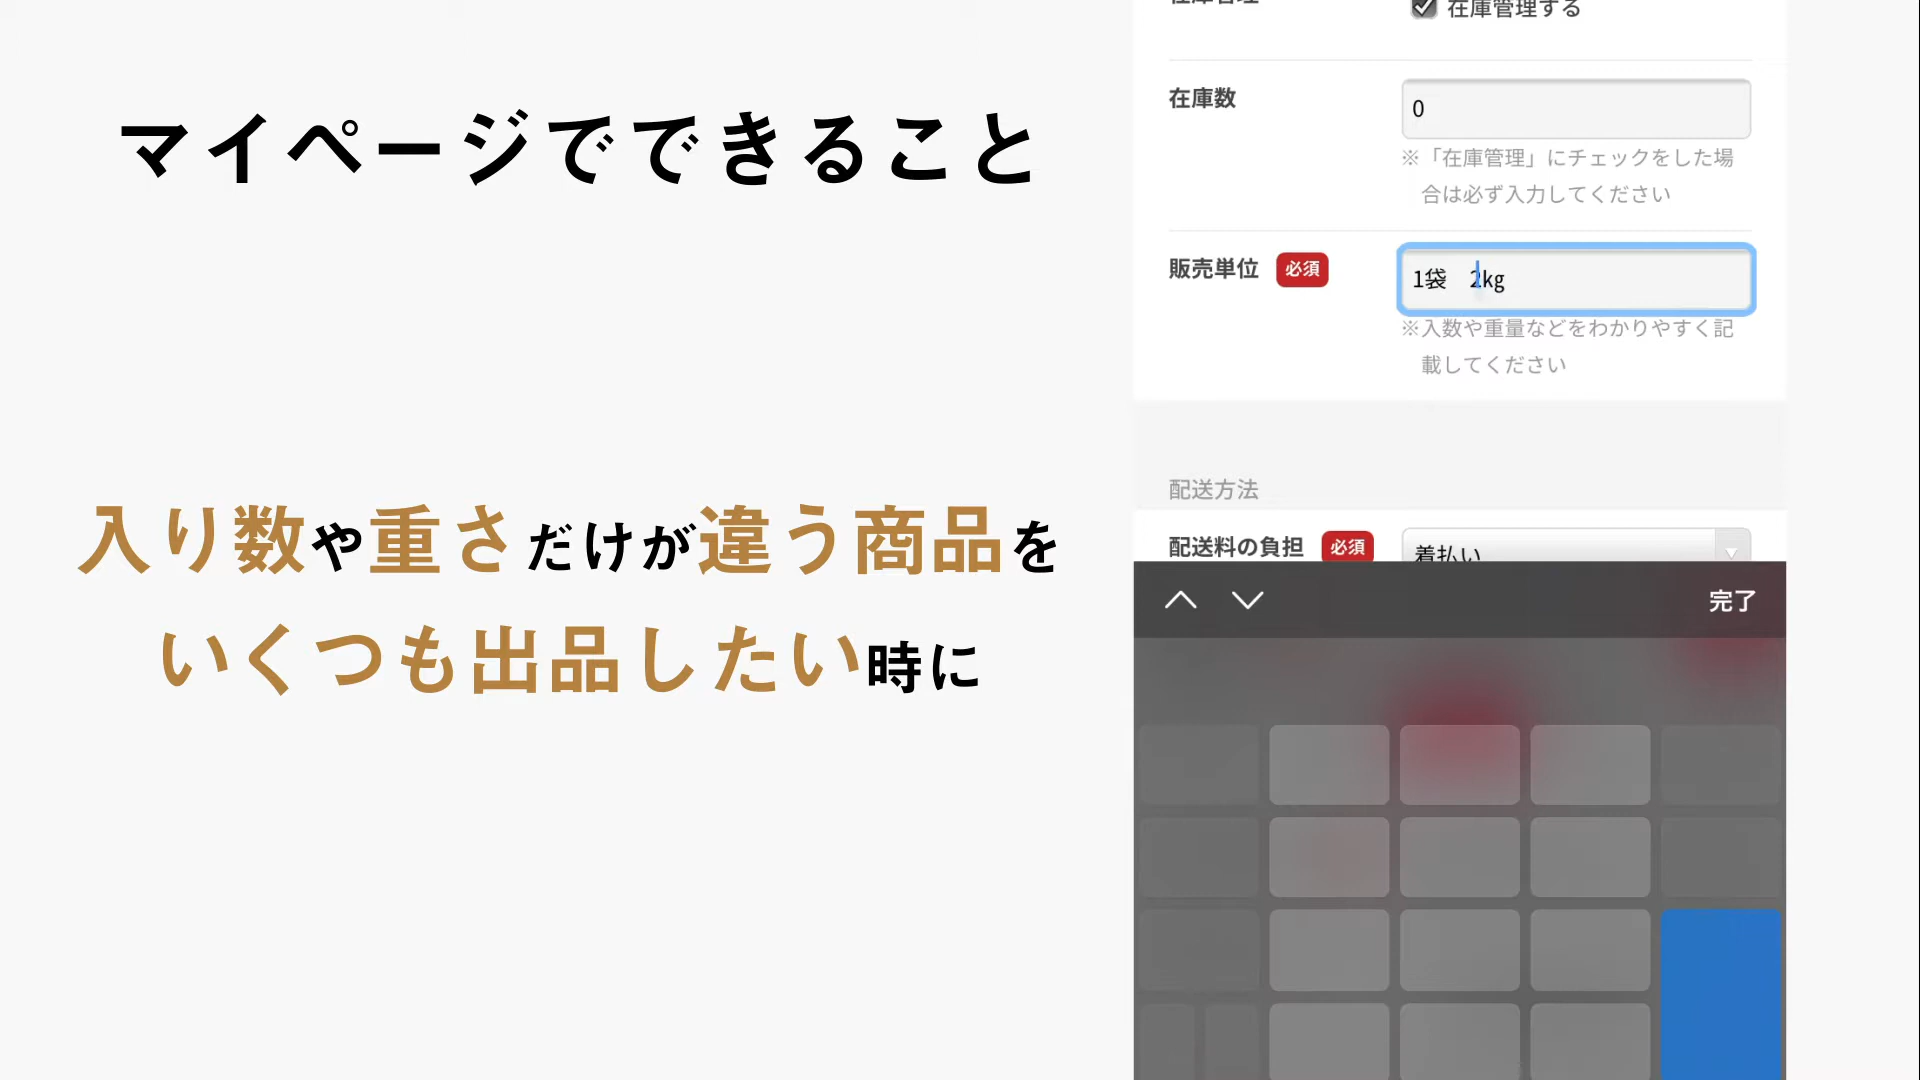 マイページでできること
入り数や重さだけが違う商品を
いくつも出品したい時に
在庫管理する
在庫数
0
※「在庫管理」にチェックをした場
合は必ず入力してください
販売単位 必須
1袋　2kg
※入数や重量などをわかりやすく記
載してください
配送方法
配送料の負担 必須
着払い
完了